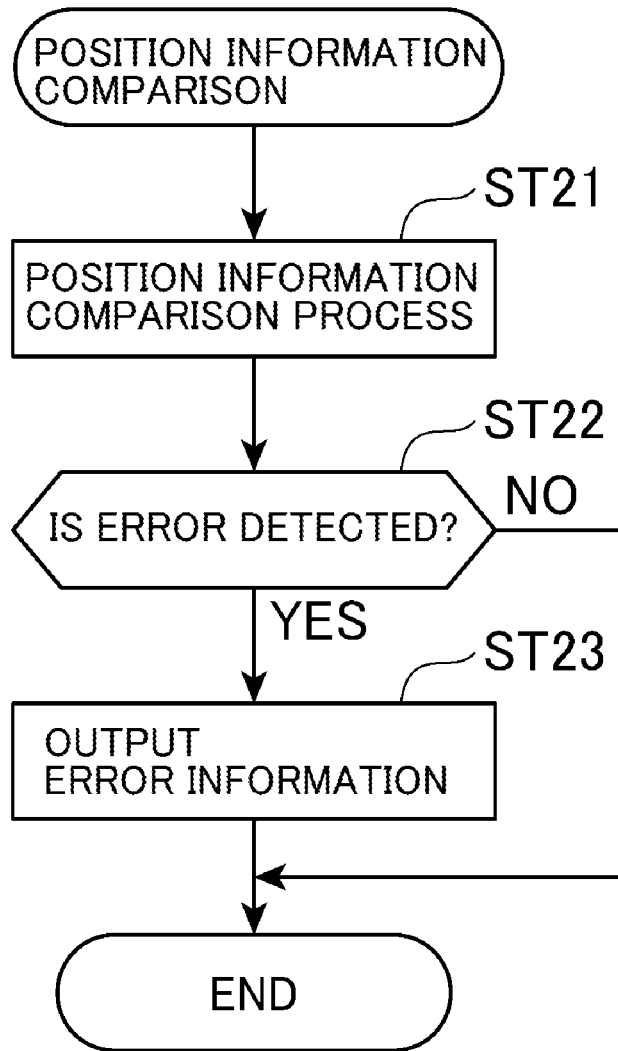 POSITION INFORMATION
COMPARISON
ST21
POSITION INFORMATION
COMPARISON PROCESS
ST22
IS ERROR DETECTED?
NO
YES
ST23
OUTPUT
ERROR INFORMATION
END